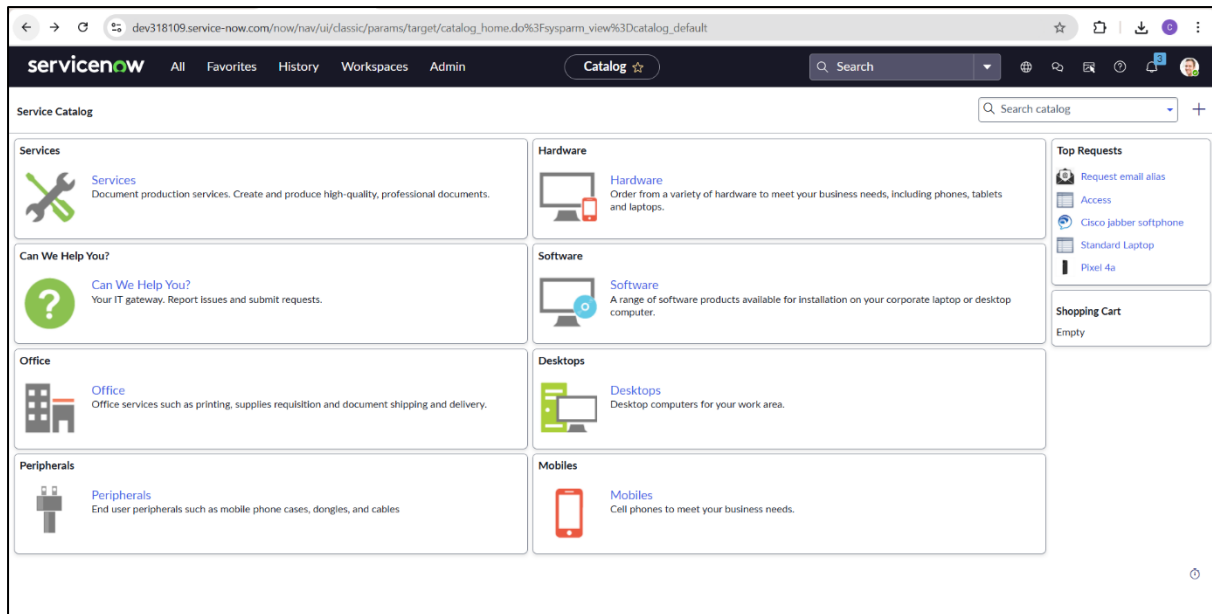 dev318109.service-now.com/now/nav/ui/classic/params/target/catalog_home.do%3Fsysparm_view%3Dcatalog_default
C
servicenow All Favorites History Workspaces Admin Catalog Search 3
Service Catalog Search catalog
Services
Services
Document production services. Create and produce high-quality, professional documents.
Hardware
Hardware
Order from a variety of hardware to meet your business needs, including phones, tablets
and laptops.
Top Requests
Request email alias
Access
Cisco jabber softphone
Standard Laptop
Pixel 4a
Can We Help You?
Can We Help You?
Your IT gateway. Report issues and submit requests.
Software
Software
A range of software products available for installation on your corporate laptop or desktop
computer.
Shopping Cart
Empty
Office
Office
Office services such as printing, supplies requisition and document shipping and delivery.
Desktops
Desktops
Desktop computers for your work area.
Peripherals
Peripherals
End user peripherals such as mobile phone cases, dongles, and cables
Mobiles
Mobiles
Cell phones to meet your business needs.